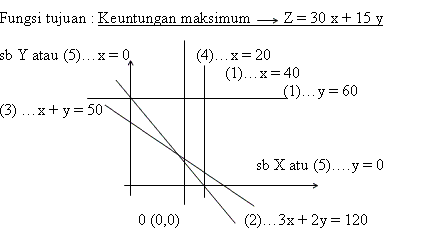 Fungsi tujuan : Keuntungan maksimum → Z = 30 x + 15 y
sb Y atau (5)…x = 0
(4)…x = 20
(1)…x = 40
(1)…y = 60
(3) …x + y = 50
sb X atu (5)….y = 0
0 (0,0)
(2)…3x + 2y = 120